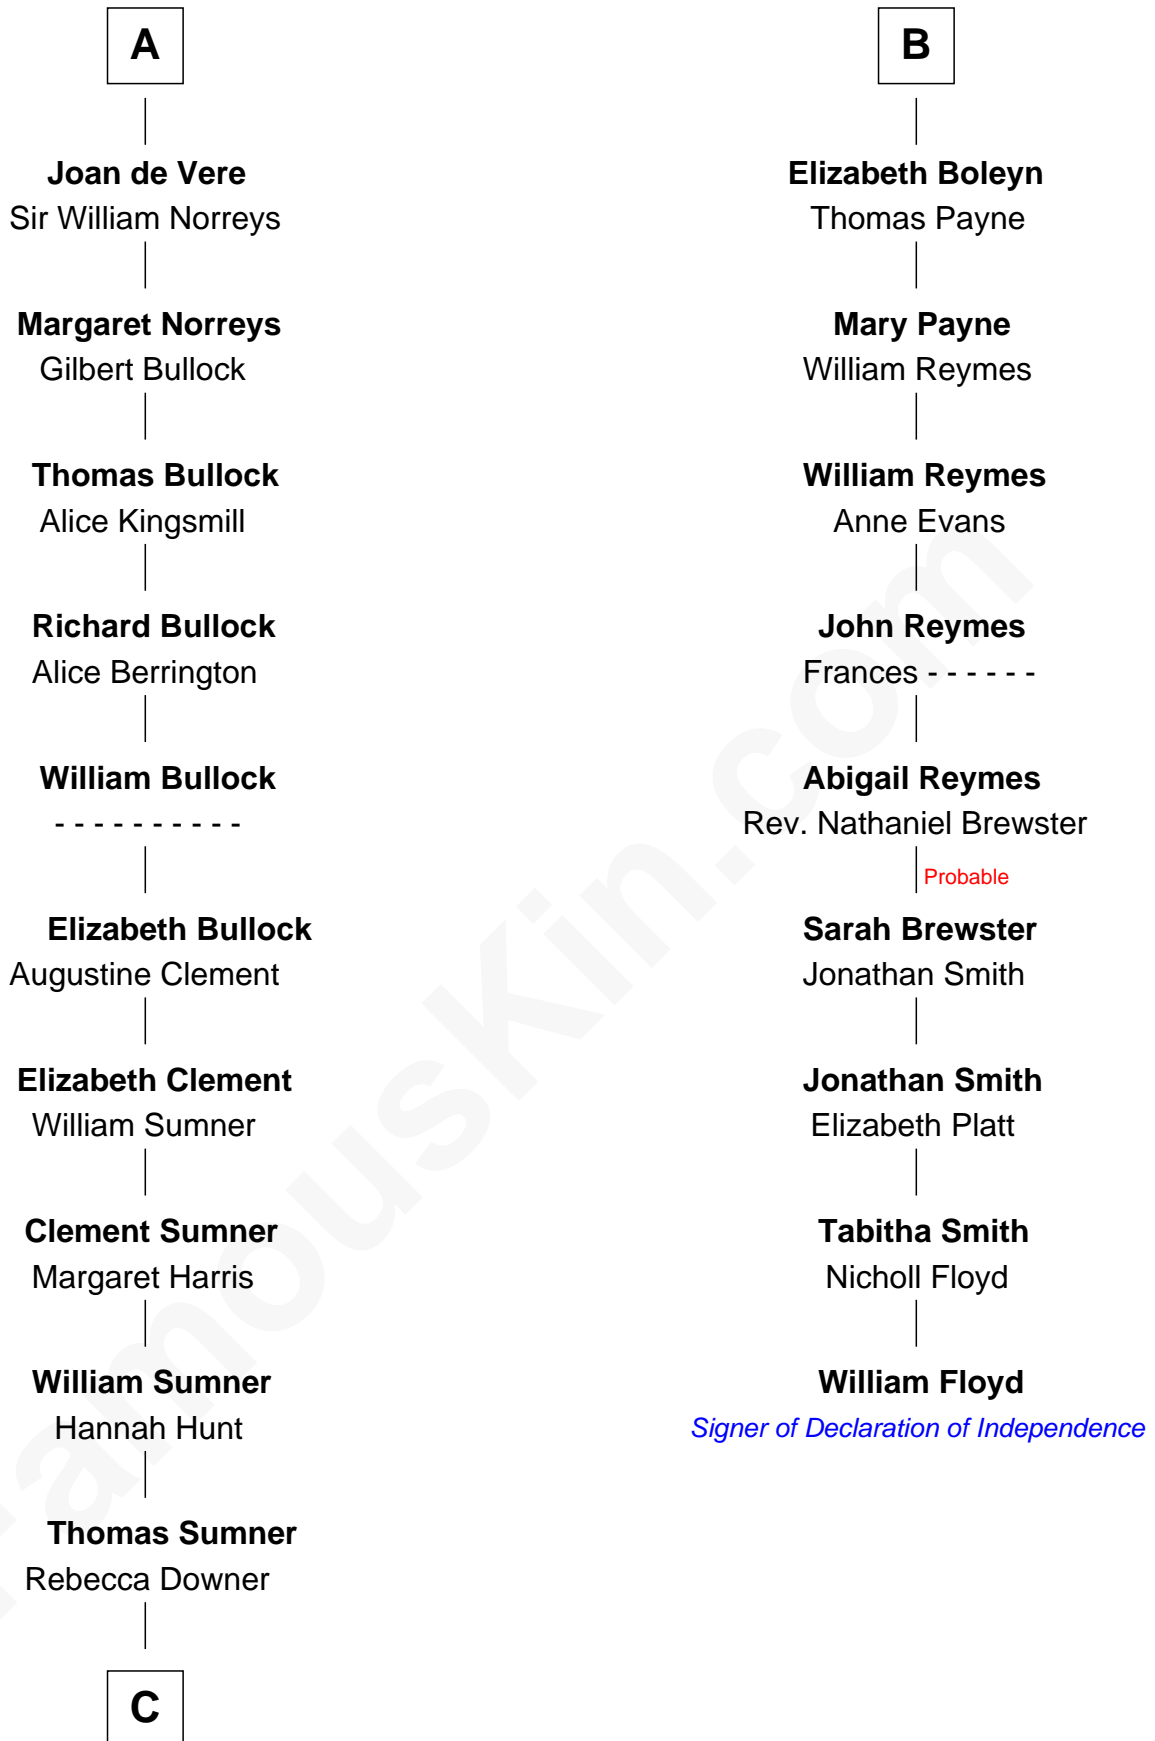 A
Joan de Vere
Sir William Norreys
Margaret Norreys
Gilbert Bullock
Thomas Bullock
Alice Kingsmill
Richard Bullock
Alice Berrington
William Bullock
- - - - - - - - - -
Elizabeth Bullock
Augustine Clement
Elizabeth Clement
William Sumner
Clement Sumner
Margaret Harris
William Sumner
Hannah Hunt
Thomas Sumner
Rebecca Downer
C
B
Elizabeth Boleyn
Thomas Payne
Mary Payne
William Reymes
William Reymes
Anne Evans
John Reymes
Frances - - - - - -
Abigail Reymes
Rev. Nathaniel Brewster
Probable
Sarah Brewster
Jonathan Smith
Jonathan Smith
Elizabeth Platt
Tabitha Smith
Nicholl Floyd
William Floyd
Signer of Declaration of Independence
FamousKin.com